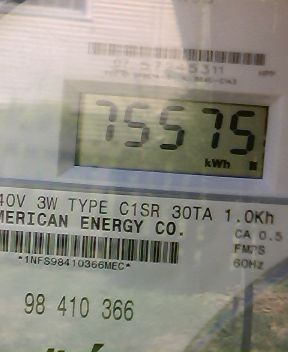 75575
kWh
40V 3W TYPE C1SR 30TA 1.0Kh
MERICAN ENERGY CO.
CA 0.5
*1NFS98410366MEC*
FM2S
60Hz
98 410 366